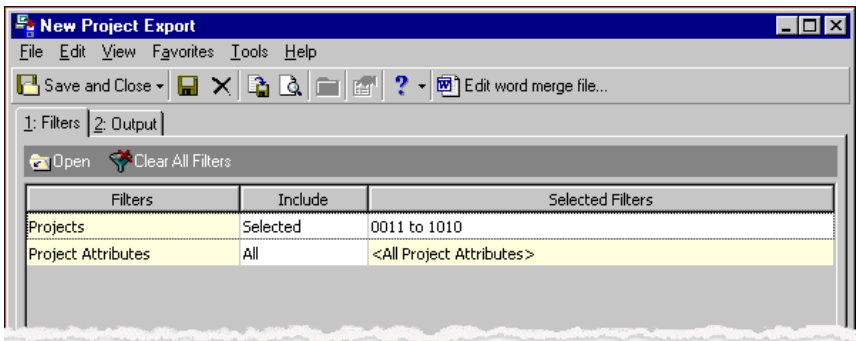 New Project Export
File Edit View Favorites Tools Help
Save and Close ? Edit word merge file...
1: Filters 2: Output
Open Clear All Filters
Filters Include Selected Filters
Projects Selected 0011 to 1010
Project Attributes All <All Project Attributes>